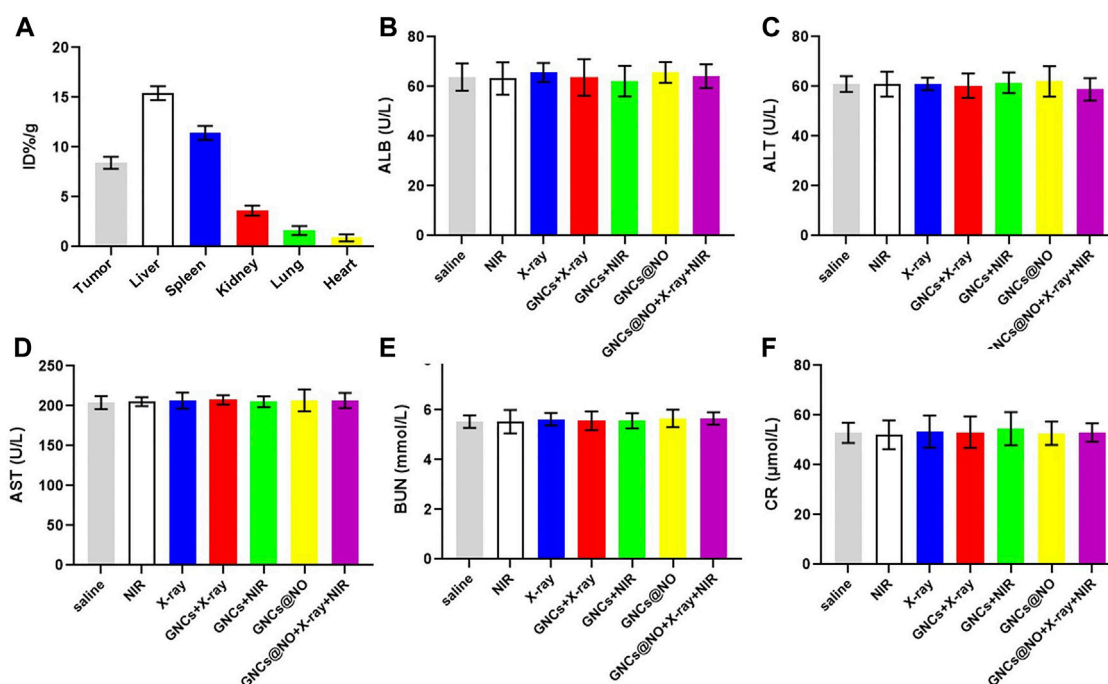 A
ID%/g
20
15
10
5
0
Tumor
Liver
Spleen
Kidney
Lung
Heart
B
ALB (U/L)
80
60
40
20
0
saline
NIR
X-ray
GNCs+X-ray
GNCs+NIR
GNCs@NO
GNCs@NO+X-ray+NIR
C
ALT (U/L)
80
60
40
20
0
saline
NIR
X-ray
GNCs+X-ray
GNCs+NIR
GNCs@NO
GNCs@NO+X-ray+NIR
D
AST (U/L)
250
200
150
100
50
0
saline
NIR
X-ray
GNCs+X-ray
GNCs+NIR
GNCs@NO
GNCs@NO+X-ray+NIR
E
BUN (mmol/L)
6
4
2
0
saline
NIR
X-ray
GNCs+X-ray
GNCs+NIR
GNCs@NO
GNCs@NO+X-ray+NIR
F
CR (μmol/L)
80
60
40
20
0
saline
NIR
X-ray
GNCs+X-ray
GNCs+NIR
GNCs@NO
GNCs@NO+X-ray+NIR